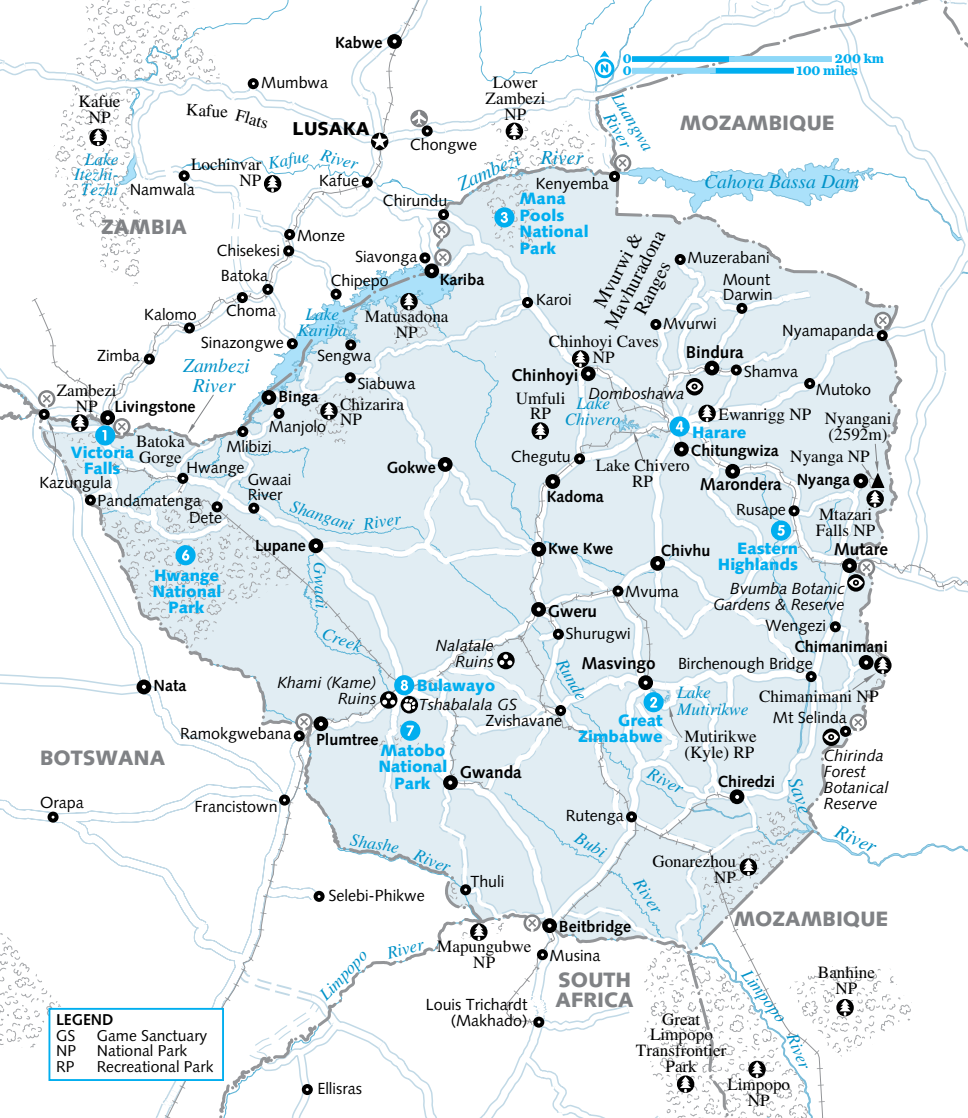 Kabwe
0 200 km
N
0 100 miles
Mumbwa
Lower
Zambezi
NP
Kafue
NP
Kafue Flats
LUSAKA
Chongwe
Luangwa
River
MOZAMBIQUE
Lake
Itezhi-
Tezhi
Lochinvar
NP
Kafue River
Zambezi River
Namwala
Kafue
Kenyemba
Cahora Bassa Dam
Chirundu
3
Mana
Pools
National
Park
ZAMBIA
Monze
Chisekesi
Siavonga
Mvurwi &
Mavhuradona
Ranges
Muzerabani
Batoka
Chipepo
Kariba
Mount
Darwin
Choma
Matusadona
NP
Karoi
Kalomo
Lake
Kariba
Mvurwi
Nyamapanda
Sinazongwe
Sengwa
Chinhoyi Caves
NP
Bindura
Zimba
Zambezi
River
Siabuwa
Chinhoyi
Shamva
Domboshawa
Mutoko
Zambezi
NP
Livingstone
Binga
Chizarira
NP
Umfuli
RP
Lake
Chivero
Ewanrigg NP
Nyangani
(2592m)
Manjolo
1
Victoria
Falls
Batoka
Gorge
Mlibizi
4
Harare
Chitungwiza
Nyanga NP
Kazungula
Hwange
Gokwe
Chegutu
Lake Chivero
RP
Marondera
Nyanga
Pandamatenga
Gwaai
River
Kadoma
Dete
Shangani River
Rusape
Mtazari
Falls NP
5
Eastern
Highlands
6
Hwange
National
Park
Lupane
Kwe Kwe
Chivhu
Mutare
Gwaai
Creek
Mvuma
Bvumba Botanic
Gardens & Reserve
Gweru
Wengezi
Shurugwi
Nalatale
Ruins
Chimanimani
Masvingo
Birchenough Bridge
Runde
River
Nata
Khami (Kame)
Ruins
8
Bulawayo
Tshabalala GS
2
Great
Zimbabwe
Lake
Mutirikwe
Chimanimani NP
Zvishavane
Mt Selinda
Ramokgwebana
Plumtree
7
Matobo
National
Park
Mutirikwe
(Kyle) RP
BOTSWANA
Chirinda
Forest
Botanical
Reserve
Gwanda
Chiredzi
Save
River
Orapa
Francistown
Rutenga
Shashe River
Bubi
River
Gonarezhou
NP
Thuli
Selebi-Phikwe
MOZAMBIQUE
Beitbridge
Mapungubwe
NP
Musina
Limpopo River
SOUTH
AFRICA
Limpopo
River
Banhine
NP
Louis Trichardt
(Makhado)
LEGEND
GS Game Sanctuary
NP National Park
RP Recreational Park
Great
Limpopo
Transfrontier
Park
Limpopo
NP
Ellisras